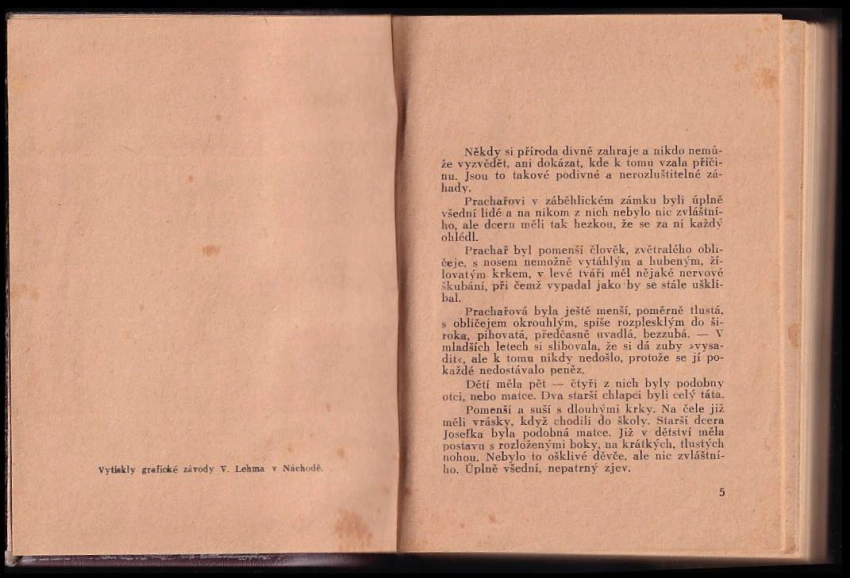 Vytiskly grafické závody V. Lehma v Náchodě.
Někdy si příroda divně zahraje a nikdo nemů-
že vyzvědět, ani dokázat, kde k tomu vzala příči-
nu. Jsou to takové podivné a nerozluštitelné zá-
hady.
Prachařovi v záběhlickém zámku byli úplně
všední lidé a na nikom z nich nebylo nic zvláštní-
ho, ale dceru měli tak hezkou, že se za ní každý
ohlédl.
Prachař byl pomenší člověk, zvětralého obli-
čeje, s nosem nemožně vytáhlým a hubeným, ži-
lovatým krkem, v levé tváři měl nějaké nervové
škubání, při čemž vypadal jako by se stále uškli-
bal.
Prachařová byla ještě menší, poměrně tlustá,
s obličejem okrouhlým, spíše rozplesklým do ši-
roka, pihovatá, předčasně uvadlá, bezzubá. — V
mladších letech si slibovala, že si dá zuby »vysa-
dit«, ale k tomu nikdy nedošlo, protože se jí po-
každé nedostávalo peněz.
Dětí měla pět — čtyři z nich byly podobny
otci, nebo matce. Dva starší chlapci byli celý táta.
Pomenší a suší s dlouhými krky. Na čele již
měli vrásky, když chodili do školy. Starší dcera
Josefka byla podobná matce. Již v dětství měla
postavu s rozloženými boky, na krátkých, tlustých
nohou. Nebylo to ošklivé děvče, ale nic zvláštní-
ho. Úplně všední, nepatrný zjev.
5